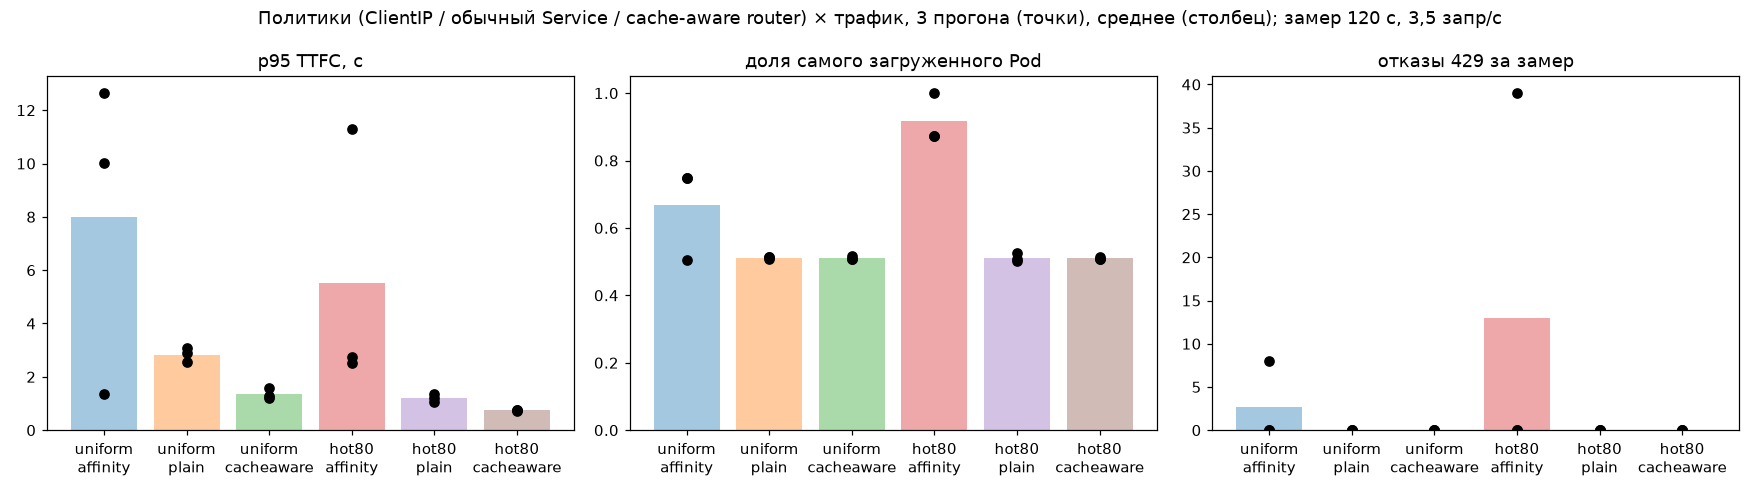 Политики (ClientIP / обычный Service / cache-aware router) × трафик, 3 прогона (точки), среднее (столбец); замер 120 с, 3,5 запр/с
p95 TTFC, с
12
10
8
6
4
2
0
uniform affinity
uniform plain
uniform cacheaware
hot80 affinity
hot80 plain
hot80 cacheaware
доля самого загруженного Pod
1.0
0.8
0.6
0.4
0.2
0.0
uniform affinity
uniform plain
uniform cacheaware
hot80 affinity
hot80 plain
hot80 cacheaware
отказы 429 за замер
40
35
30
25
20
15
10
5
0
uniform affinity
uniform plain
uniform cacheaware
hot80 affinity
hot80 plain
hot80 cacheaware